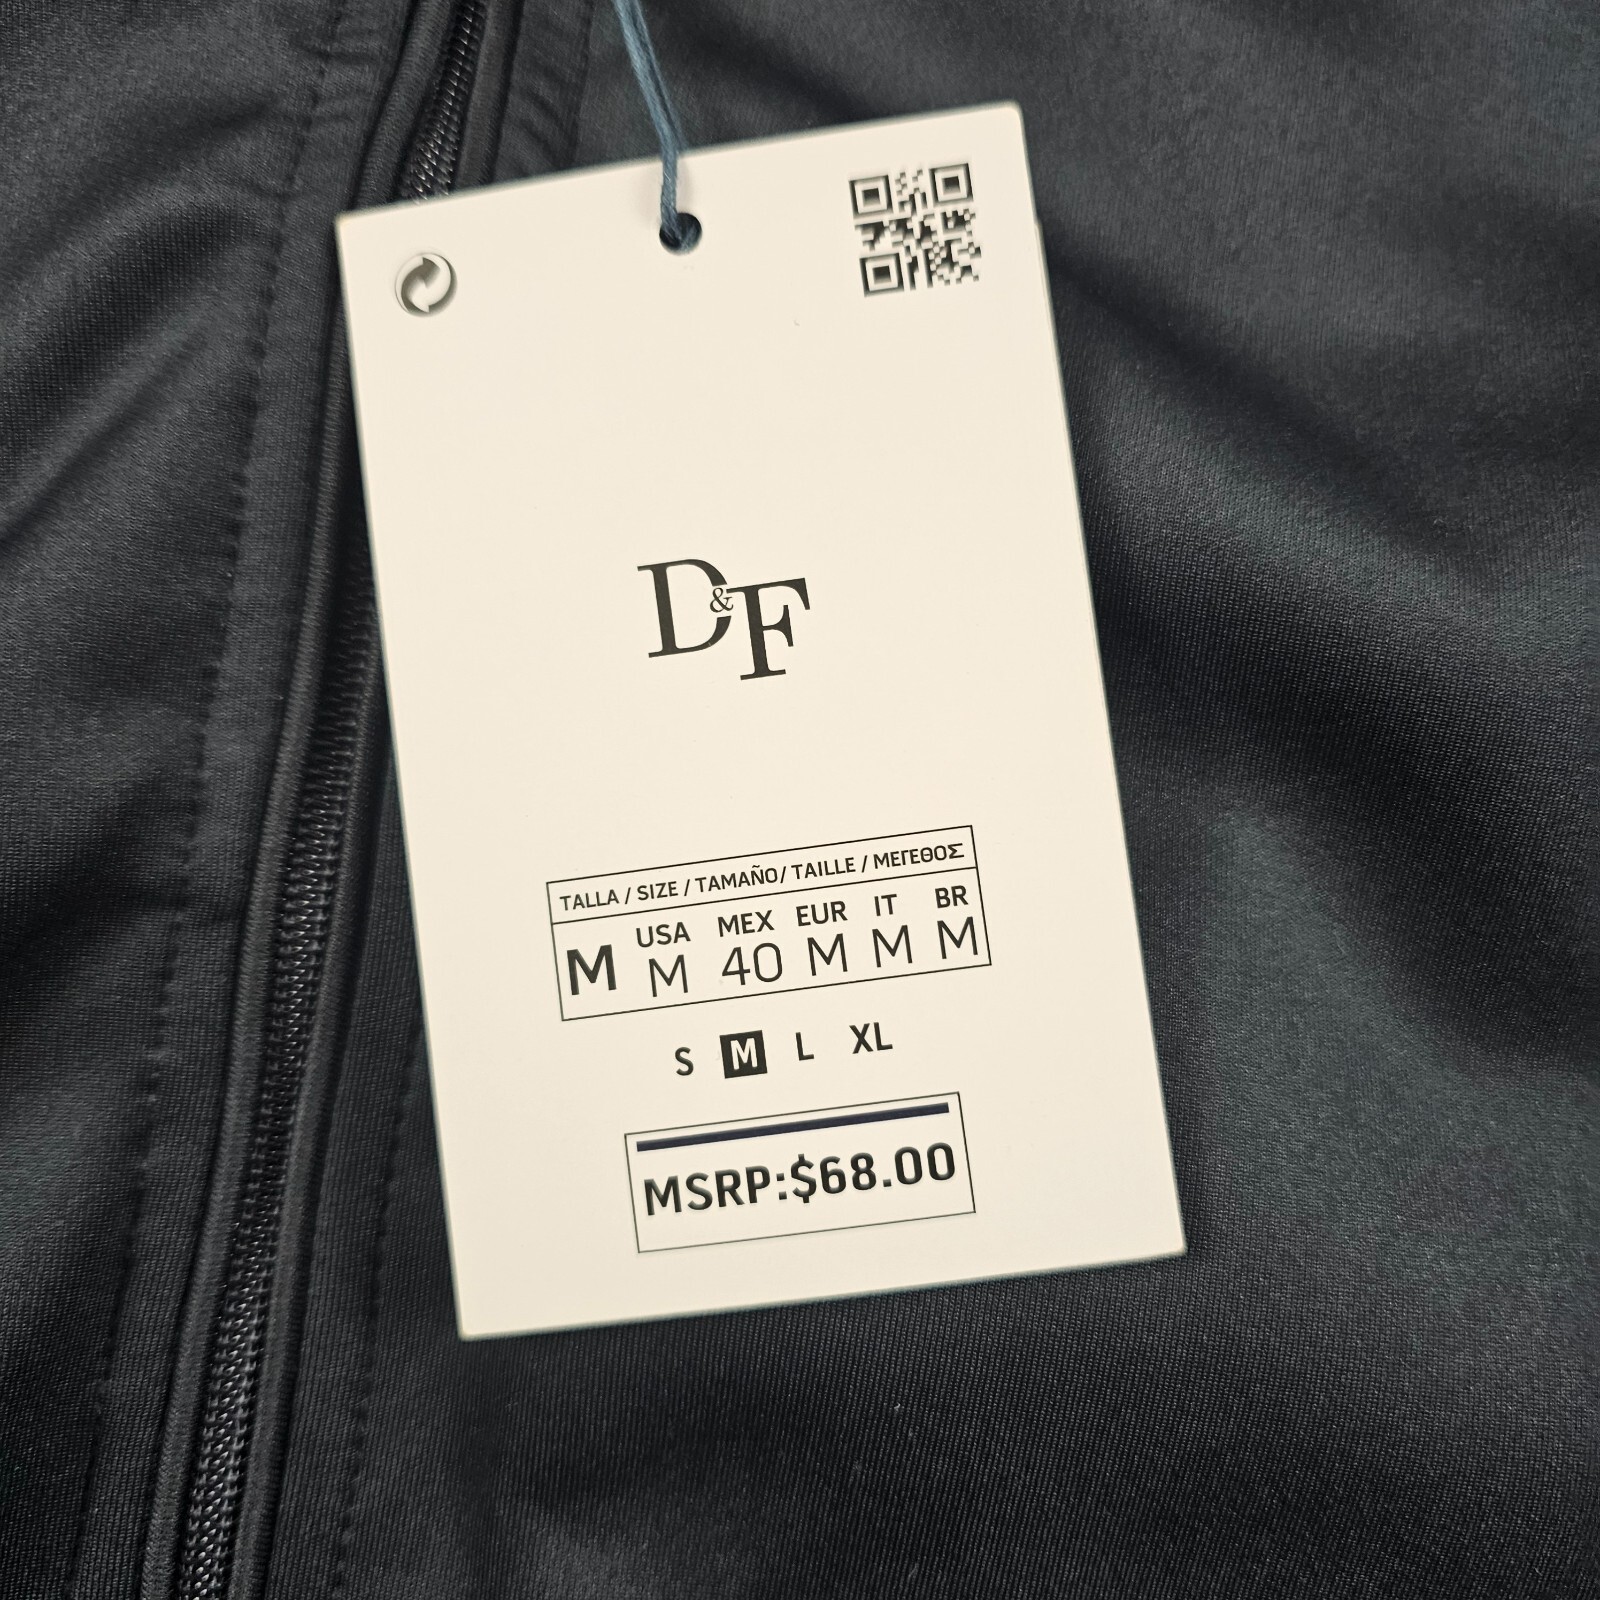 D&F
TALLA / SIZE / TAMAÑO/ TAILLE / ΜΕΓΕΘΟΣ
USA MEX EUR IT BR
M M 40 M M M
S M L XL
MSRP:$68.00